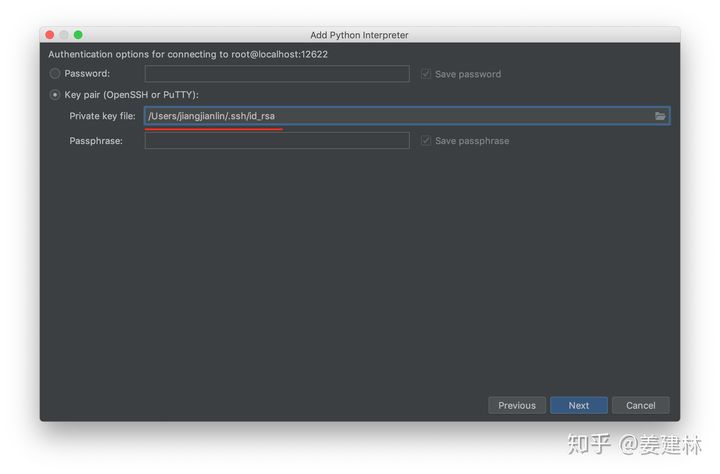 Add Python Interpreter
Authentication options for connecting to root@localhost:12622
Password:
Save password
Key pair (OpenSSH or PuTTY):
Private key file: /Users/jiangjianlin/.ssh/id_rsa
Passphrase:
Save passphrase
Previous Next Cancel
知乎 @姜建林